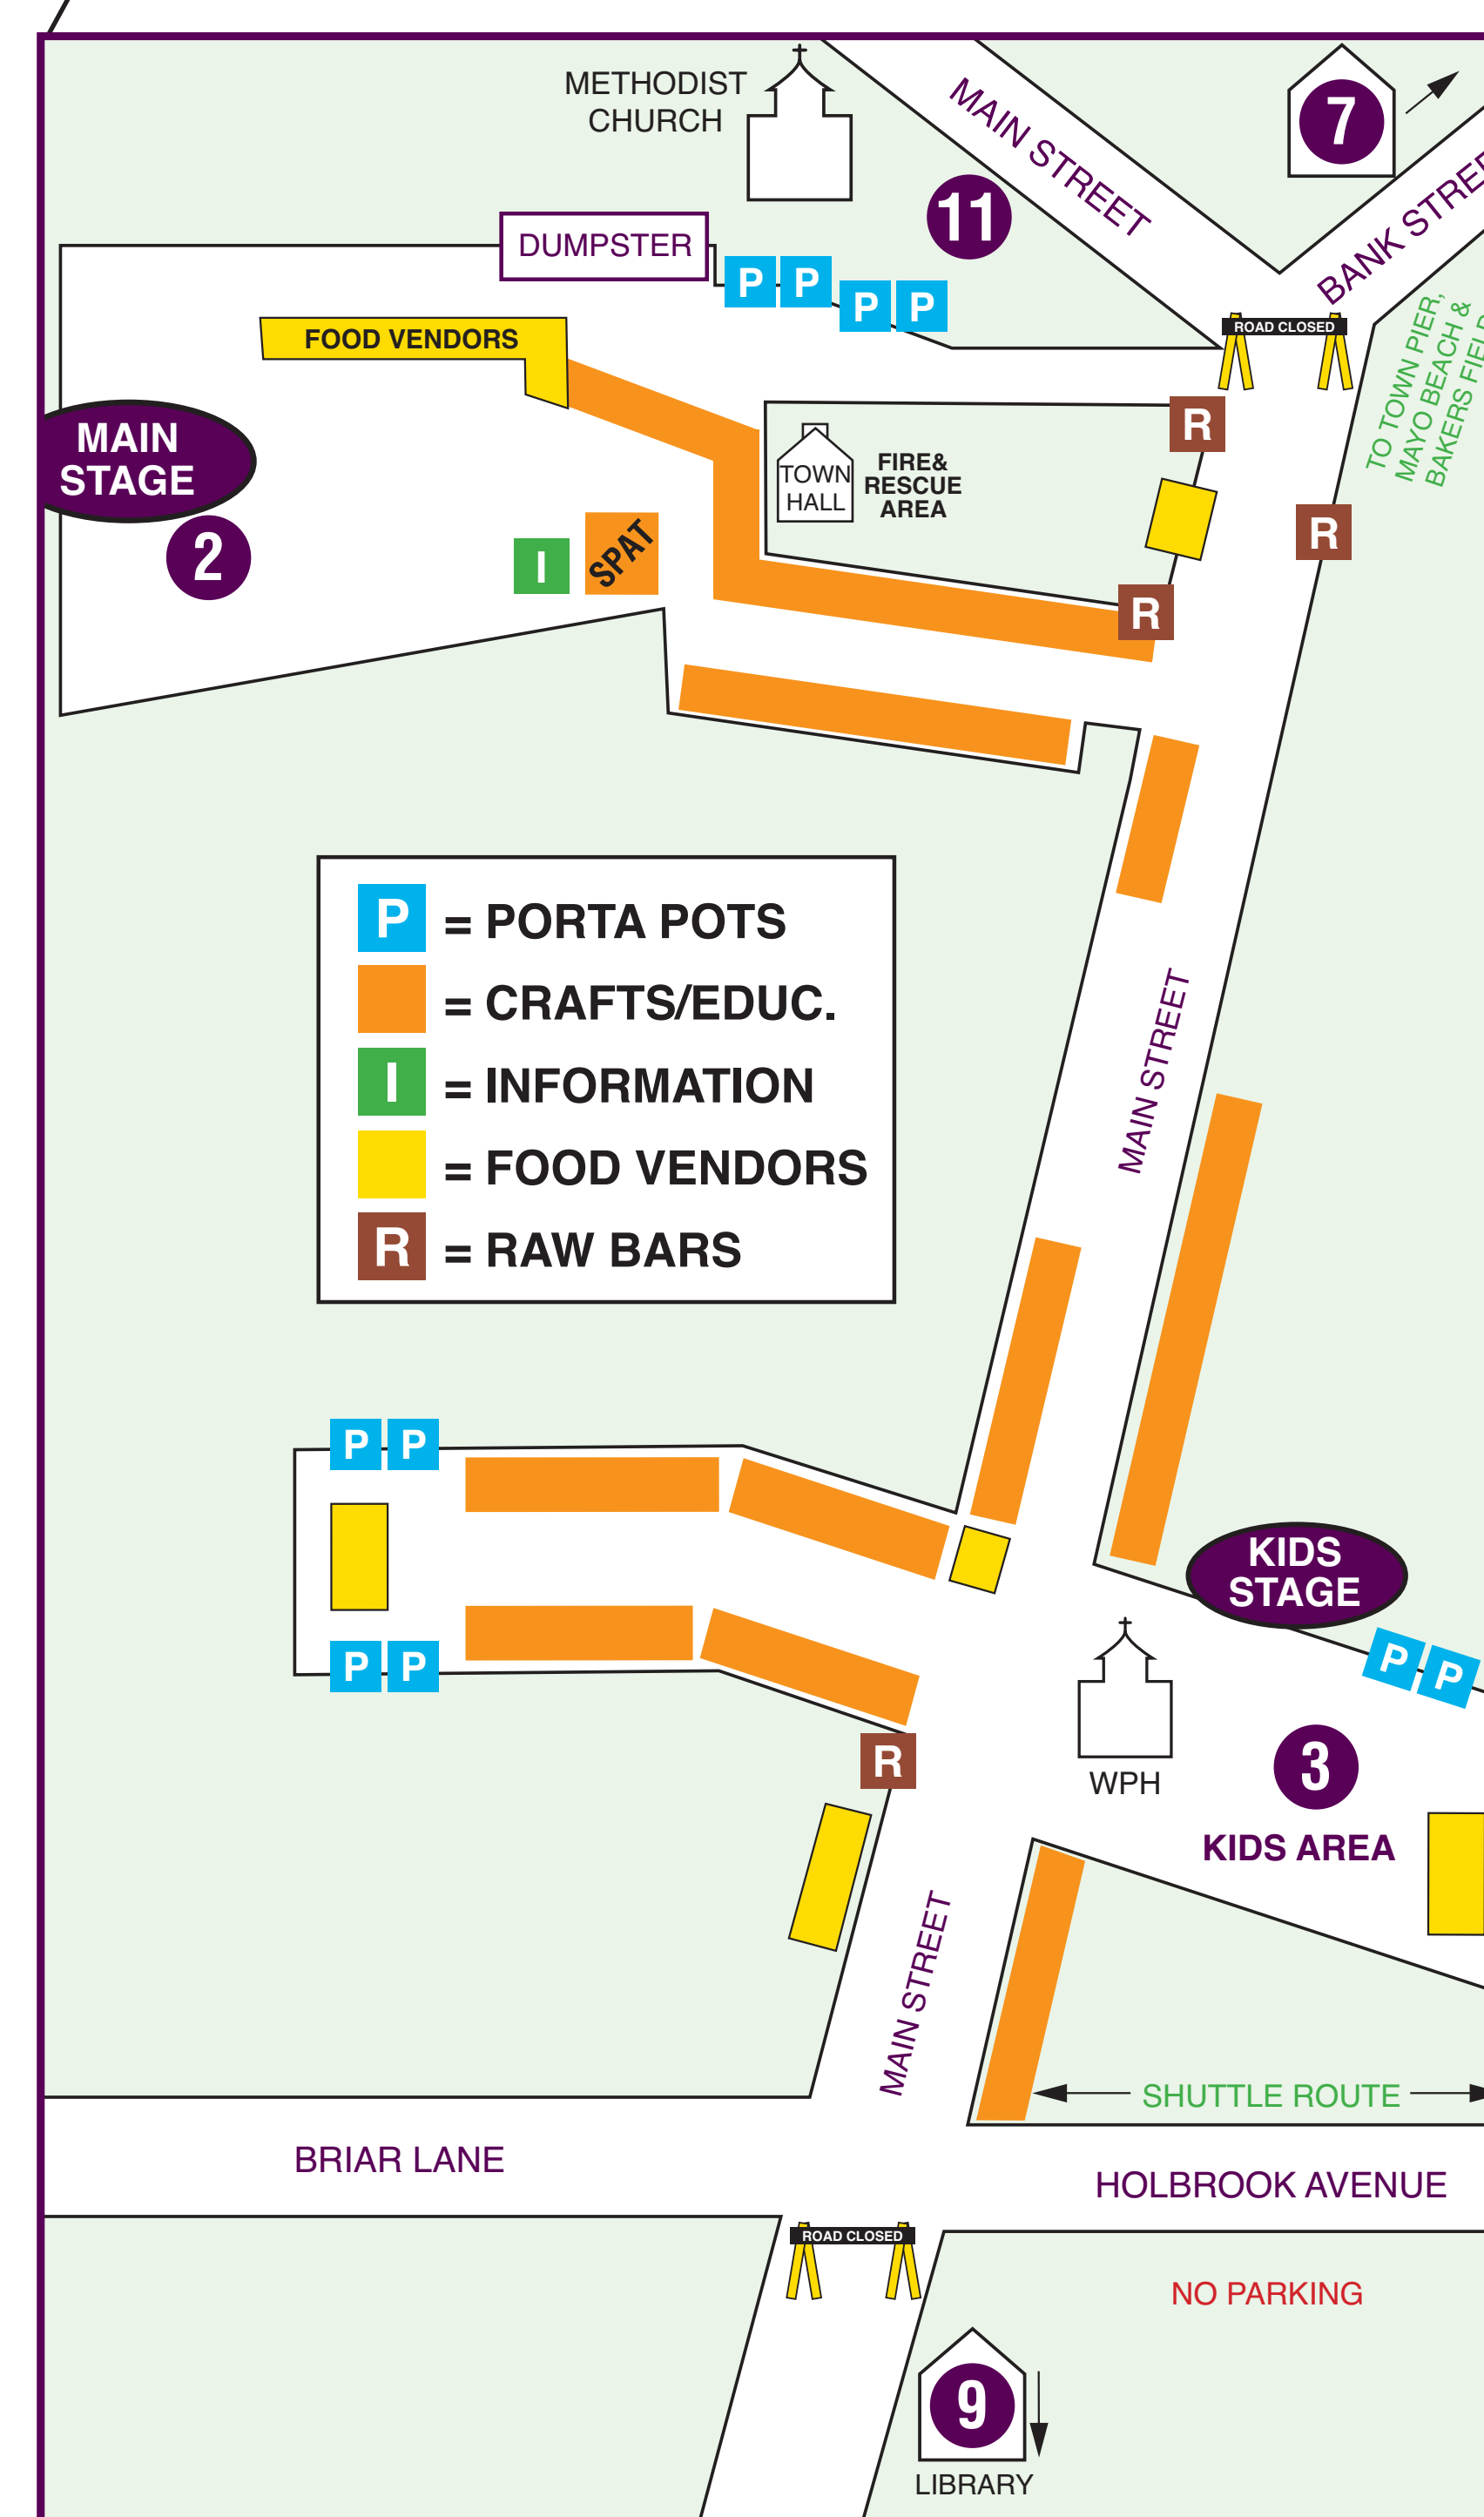 METHODIST
CHURCH
MAIN STREET
7
BANK STREE
11
DUMPSTER
P P P P
ROAD CLOSED
TO TOWN PIER,
MAYO BEACH &
BAKERS FIELD
FOOD VENDORS
MAIN
STAGE
2
TOWN
HALL
FIRE&
RESCUE
AREA
R
R
I
SPAT
R
P = PORTA POTS
= CRAFTS/EDUC.
I = INFORMATION
= FOOD VENDORS
R = RAW BARS
MAIN STREET
P P
KIDS
STAGE
P P
P P
R
WPH
3
KIDS AREA
MAIN STREET
SHUTTLE ROUTE
BRIAR LANE
HOLBROOK AVENUE
ROAD CLOSED
NO PARKING
9
LIBRARY